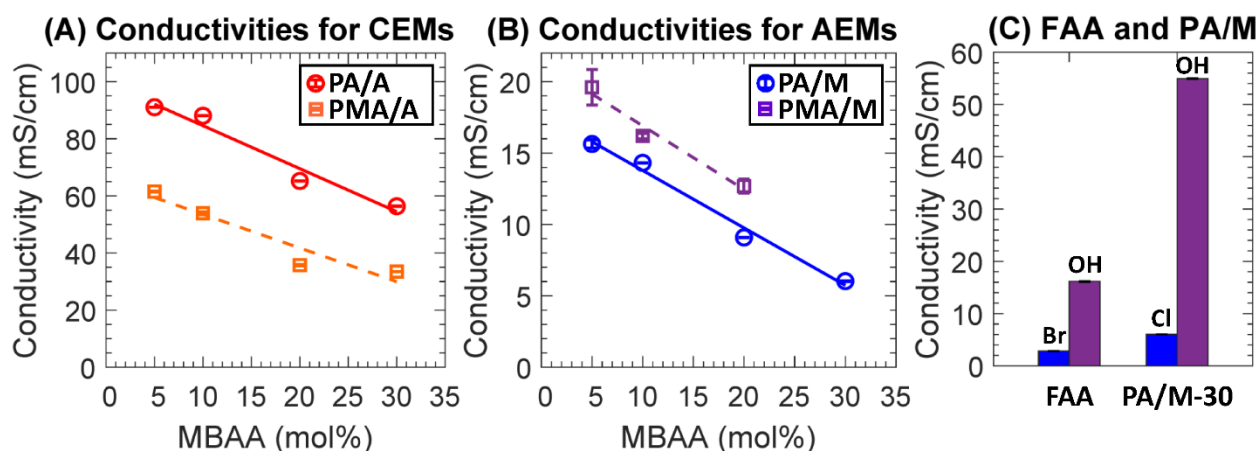 (A) Conductivities for CEMs
Conductivity (mS/cm)
100
80
60
40
20
0
PA/A
PMA/A
0 5 10 15 20 25 30 35
MBAA (mol%)
(B) Conductivities for AEMs
Conductivity (mS/cm)
20
15
10
5
0
PA/M
PMA/M
0 5 10 15 20 25 30 35
MBAA (mol%)
(C) FAA and PA/M
Conductivity (mS/cm)
60
50
40
30
20
10
0
Br
OH
Cl
OH
FAA PA/M-30